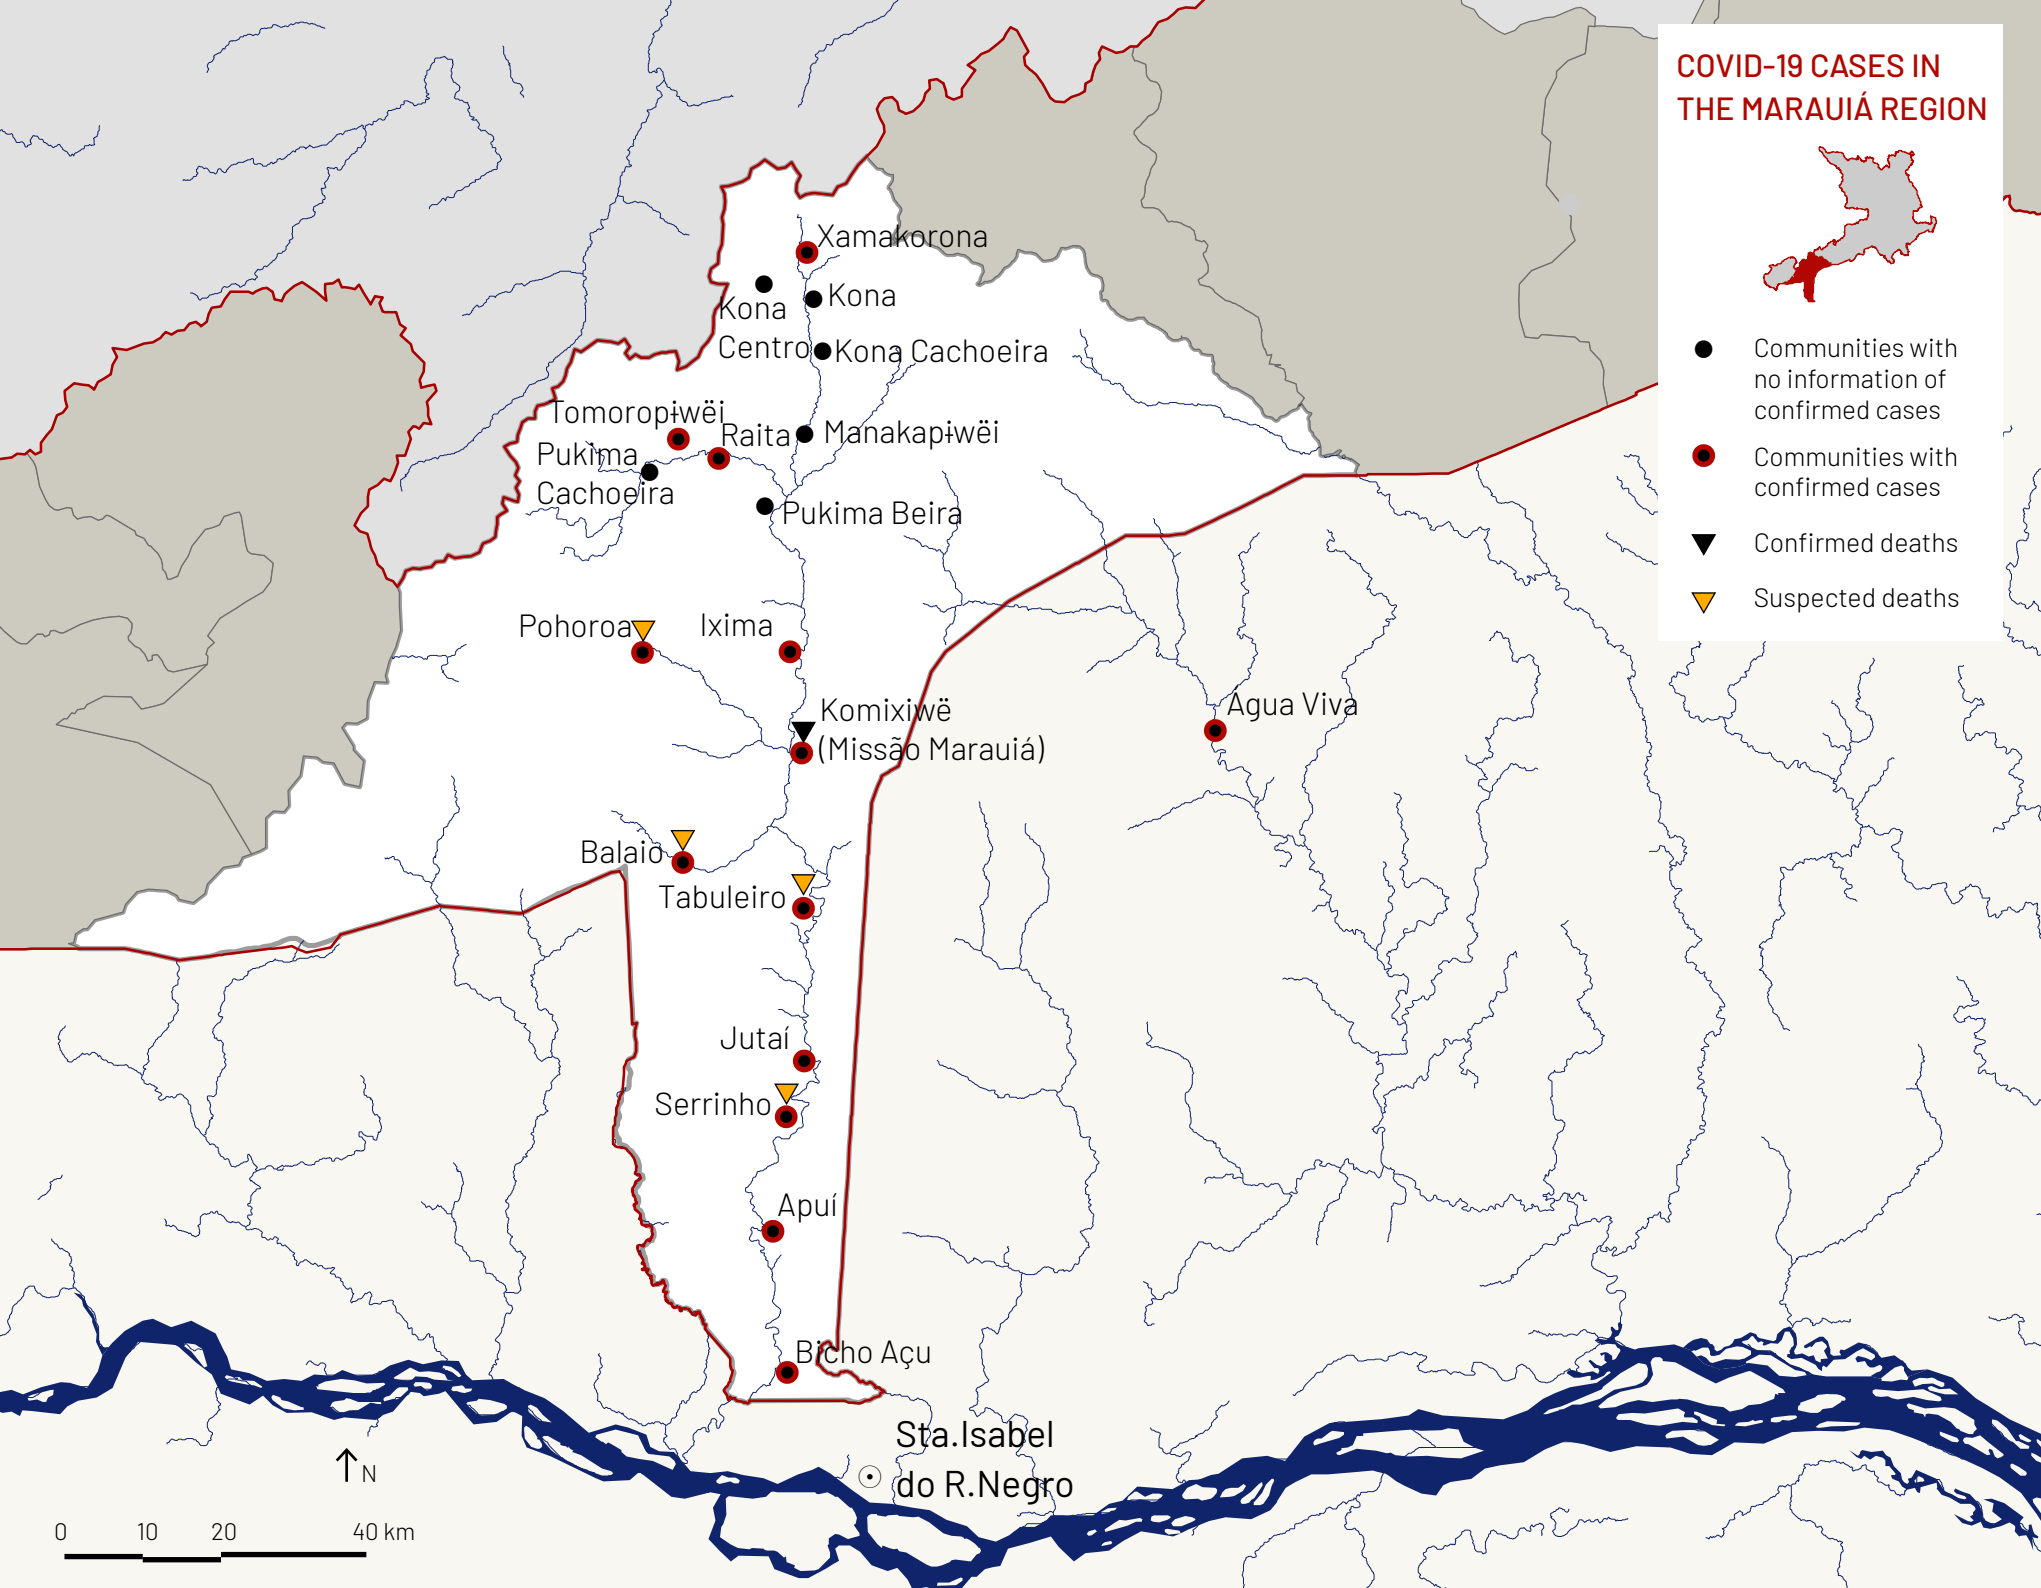 COVID-19 CASES IN
THE MARAUIÁ REGION
Communities with
no information of
confirmed cases
Communities with
confirmed cases
Confirmed deaths
Suspected deaths
Xamakorona
Kona
Centro
Kona
Kona Cachoeira
Tomoropɨwëi
Raita
Manakapɨwëi
Pukima
Cachoeira
Pukima Beira
Pohoroa
Ixima
Komixiwë
(Missão Marauiá)
Agua Viva
Balaio
Tabuleiro
Jutaí
Serrinho
Apuí
Bicho Açu
Sta.Isabel
do R.Negro
N
0 10 20 40 km